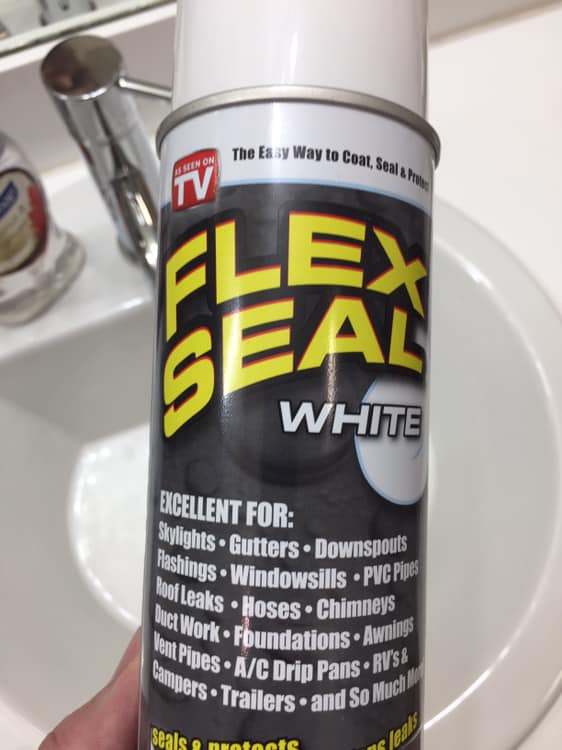 AS SEEN ON
TV
The Easy Way to Coat, Seal & Protect
FLEX
SEAL
WHITE
EXCELLENT FOR:
Skylights • Gutters • Downspouts
Flashings • Windowsills • PVC Pipes
Roof Leaks • Hoses • Chimneys
Duct Work • Foundations • Awnings
Vent Pipes • A/C Drip Pans • RV's &
Campers • Trailers • and So Much More
seals & protects
leaks